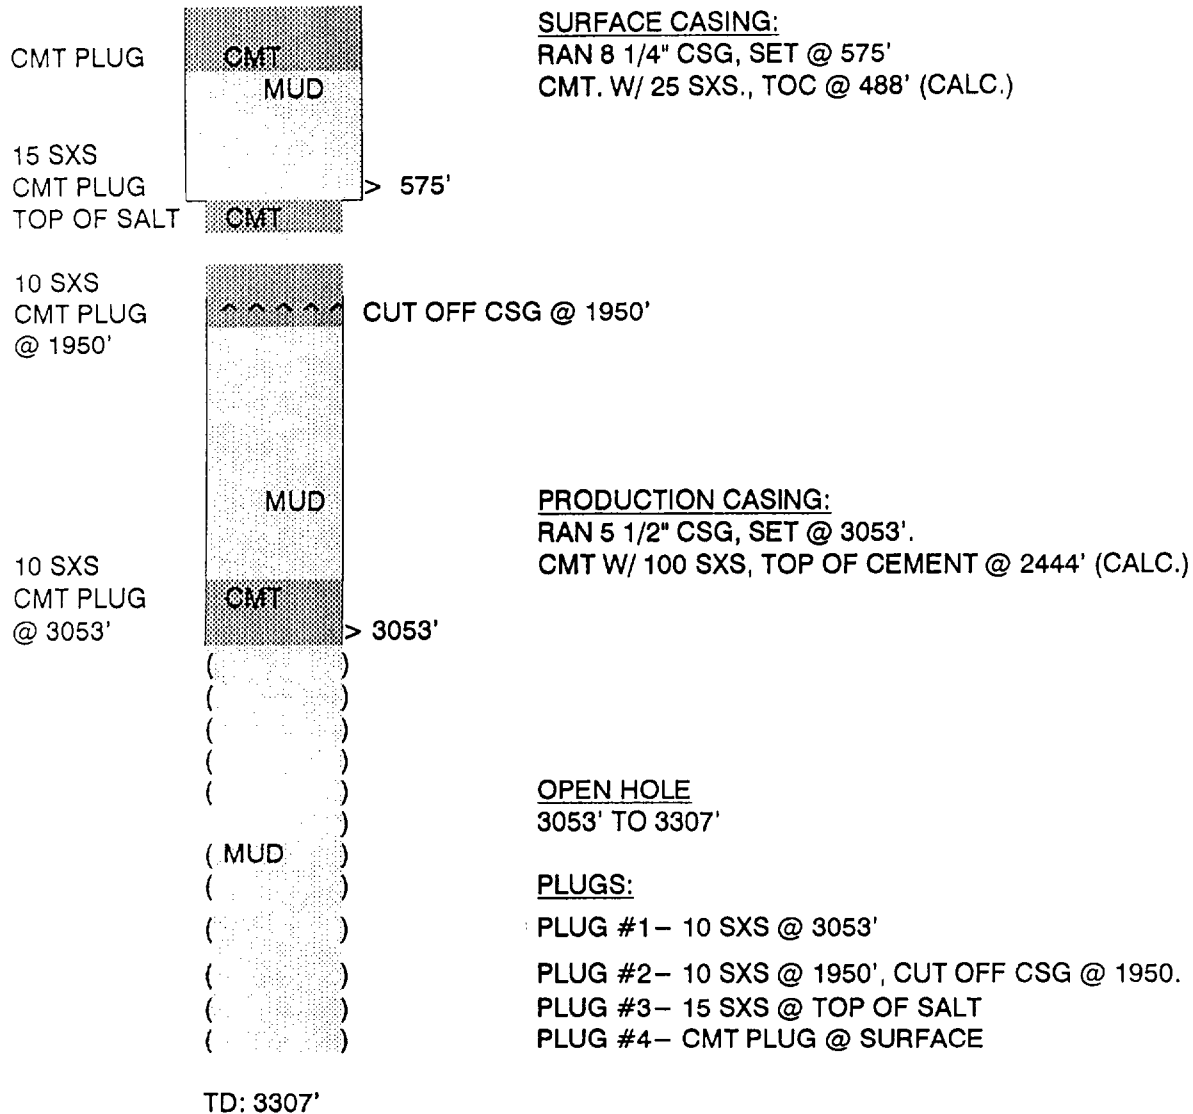 SURFACE CASING:
RAN 8 1/4" CSG, SET @ 575'
CMT. W/ 25 SXS., TOC @ 488' (CALC.)
CMT PLUG
CMT
MUD
15 SXS
CMT PLUG
TOP OF SALT
> 575'
CMT
10 SXS
CMT PLUG
@ 1950'
^ ^ ^ ^ ^
CUT OFF CSG @ 1950'
MUD
PRODUCTION CASING:
RAN 5 1/2" CSG, SET @ 3053'.
CMT W/ 100 SXS, TOP OF CEMENT @ 2444' (CALC.)
10 SXS
CMT PLUG
@ 3053'
CMT
> 3053'
OPEN HOLE
3053' TO 3307'
MUD
PLUGS:
PLUG #1– 10 SXS @ 3053'
PLUG #2– 10 SXS @ 1950', CUT OFF CSG @ 1950.
PLUG #3– 15 SXS @ TOP OF SALT
PLUG #4– CMT PLUG @ SURFACE
TD: 3307'